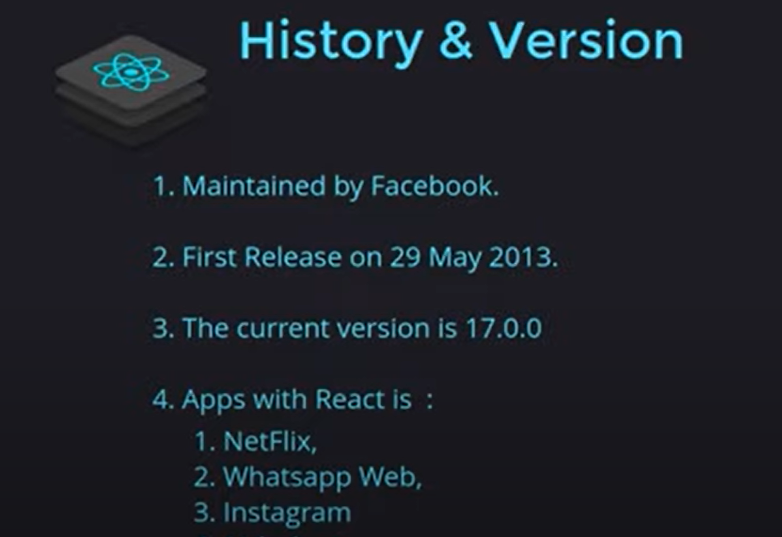 History & Version
1. Maintained by Facebook.
2. First Release on 29 May 2013.
3. The current version is 17.0.0
4. Apps with React is :
1. NetFlix,
2. Whatsapp Web,
3. Instagram